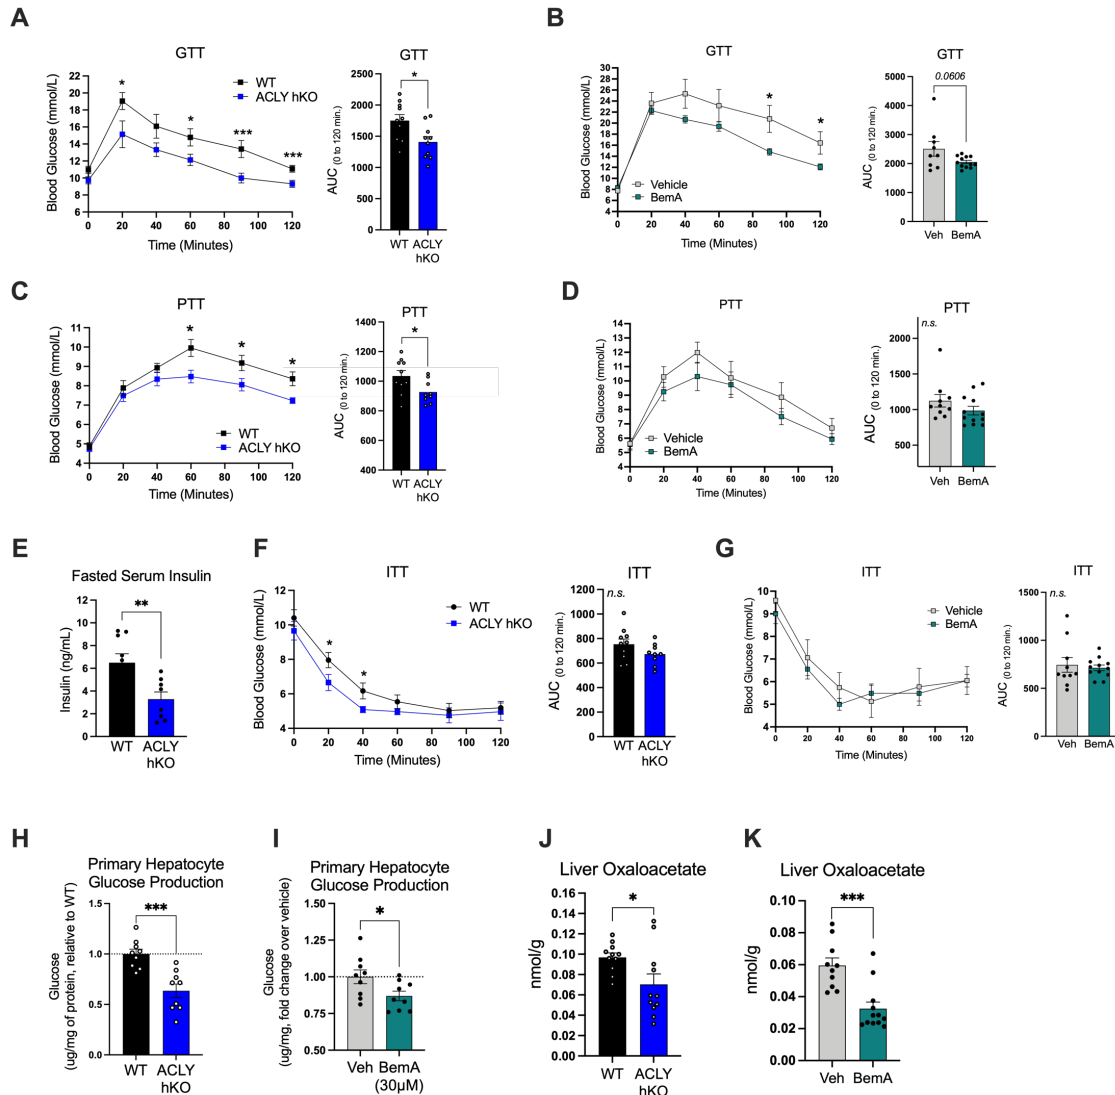 A
GTT
Blood Glucose (mmol/L)
22
20
18
16
14
12
10
8
6
*
*
***
***
WT
ACLY hKO
0 20 40 60 80 100 120
Time (Minutes)
GTT
AUC (0 to 120 min.)
2500
2000
1500
1000
500
0
*
WT ACLY
hKO
B
GTT
Blood Glucose (mmol/L)
30
28
26
24
22
20
18
16
14
12
10
8
6
4
*
*
Vehicle
BemA
0 20 40 60 80 100 120
Time (Minutes)
GTT
AUC (0 to 120 min.)
5000
4000
3000
2000
1000
0
0.0606
Veh BemA
C
PTT
Blood Glucose (mmol/L)
11
10
9
8
7
6
5
4
*
*
*
WT
ACLY hKO
0 20 40 60 80 100 120
Time (Minutes)
PTT
AUC (0 to 120 min.)
1400
1200
1000
800
600
400
*
WT ACLY
hKO
D
PTT
Blood Glucose (mmol/L)
14
13
12
11
10
9
8
7
6
5
4
Vehicle
BemA
0 20 40 60 80 100 120
Time (Minutes)
PTT
n.s.
AUC (0 to 120 min.)
2000
1500
1000
500
Veh BemA
E
Fasted Serum Insulin
Insulin (ng/mL)
12
10
8
6
4
2
0
**
WT ACLY
hKO
F
ITT
Blood Glucose (mmol/L)
12
10
8
6
4
*
*
WT
ACLY hKO
0 20 40 60 80 100 120
Time (Minutes)
ITT
n.s.
AUC (0 to 120 min.)
1200
1000
800
600
400
200
0
WT ACLY
hKO
G
ITT
Blood Glucose (mmol/L)
10
9
8
7
6
5
4
Vehicle
BemA
0 20 40 60 80 100 120
Time (Minutes)
ITT
n.s.
AUC (0 to 120 min.)
1500
1000
500
0
Veh BemA
H
Primary Hepatocyte
Glucose Production
Glucose
(ug/mg of protein, relative to WT)
1.5
1.0
0.5
0.0
***
WT ACLY
hKO
I
Primary Hepatocyte
Glucose Production
Glucose
(ug/mg, fold change over vehicle)
1.50
1.25
1.00
0.75
0.50
*
Veh BemA
(30µM)
J
Liver Oxaloacetate
nmol/g
0.16
0.14
0.12
0.10
0.08
0.06
0.04
0.02
0.00
*
WT ACLY
hKO
K
Liver Oxaloacetate
nmol/g
0.10
0.08
0.06
0.04
0.02
0.00
***
Veh BemA